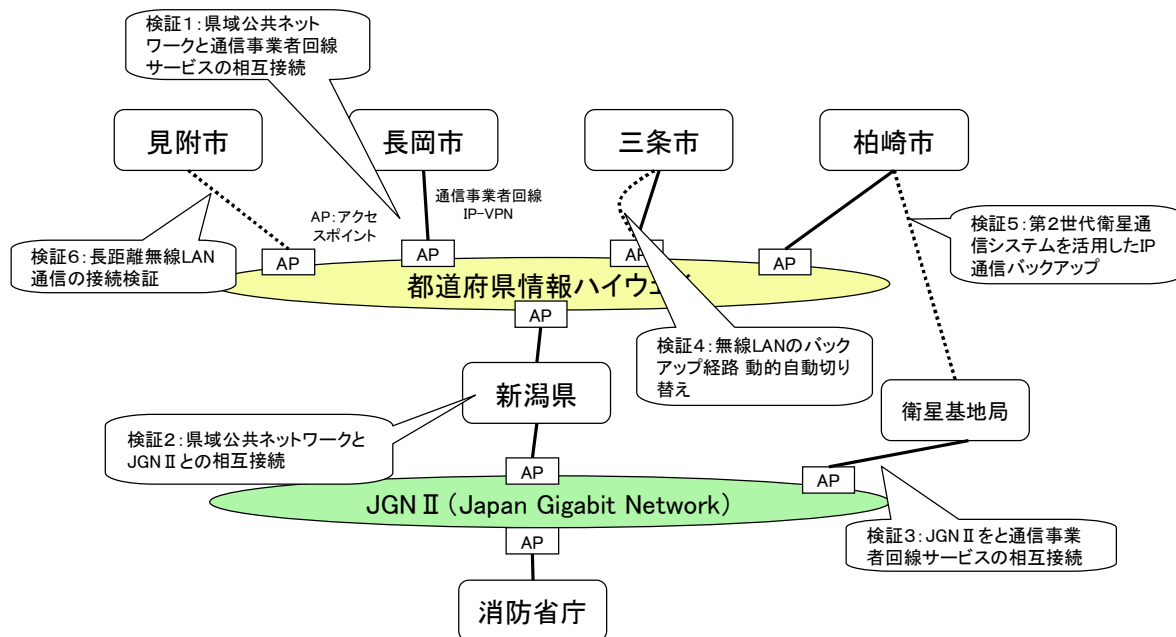 検証1:県域公共ネット
ワークと通信事業者回線
サービスの相互接続
見附市
長岡市
三条市
柏崎市
通信事業者回線
IP-VPN
AP:アクセ
スポイント
検証6:長距離無線LAN
通信の接続検証
検証5:第2世代衛星通
信システムを活用したIP
通信バックアップ
AP
AP
AP
AP
都道府県情報ハイウェ
AP
検証4:無線LANのバック
アップ経路 動的自動切り
替え
新潟県
衛星基地局
検証2:県域公共ネットワークと
JGNⅡとの相互接続
AP
AP
JGNⅡ(Japan Gigabit Network)
検証3:JGNⅡをと通信事業
者回線サービスの相互接続
AP
消防省庁